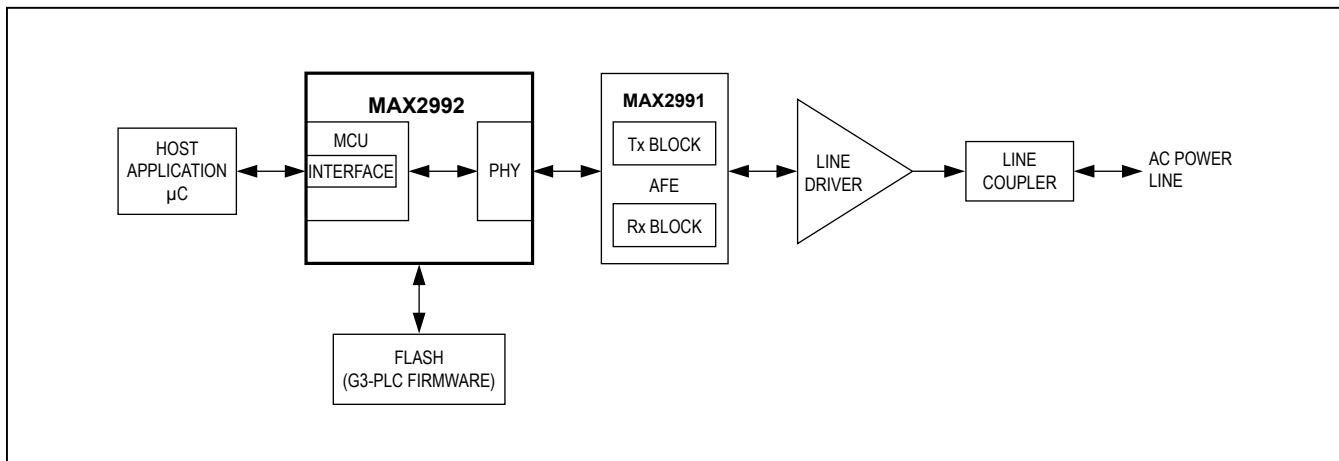 HOST
APPLICATION
µC
MAX2992
MCU
INTERFACE
PHY
FLASH
(G3-PLC FIRMWARE)
MAX2991
Tx BLOCK
AFE
Rx BLOCK
LINE
DRIVER
LINE
COUPLER
AC POWER
LINE